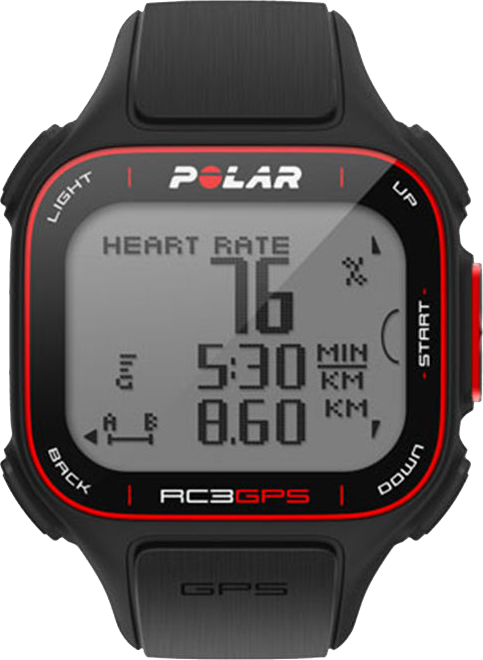 POLAR
LIGHT
UP
HEART RATE
76 %
5:30 MIN
KM
G
A B
8.60 KM
START
BACK
DOWN
RC3GPS
GPS